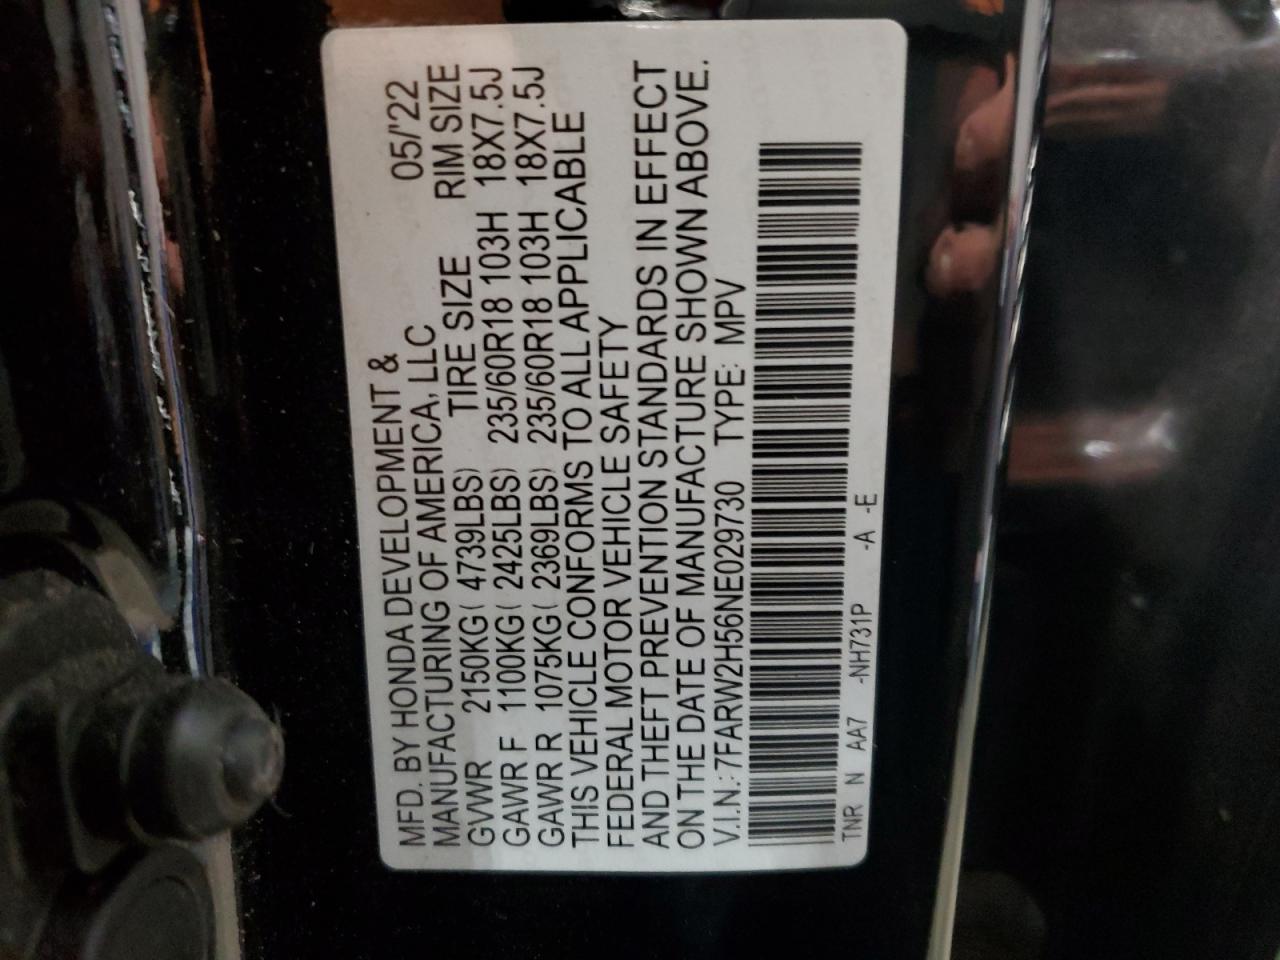 MFD. BY HONDA DEVELOPMENT & 05/'22
MANUFACTURING OF AMERICA, LLC
GVWR 2150KG( 4739LBS) TIRE SIZE RIM SIZE
GAWR F 1100KG( 2425LBS) 235/60R18 103H 18X7.5J
GAWR R 1075KG( 2369LBS) 235/60R18 103H 18X7.5J
THIS VEHICLE CONFORMS TO ALL APPLICABLE
FEDERAL MOTOR VEHICLE SAFETY
AND THEFT PREVENTION STANDARDS IN EFFECT
ON THE DATE OF MANUFACTURE SHOWN ABOVE.
V.I.N.: 7FARW2H56NE029730 TYPE: MPV
TNR N AA7 -NH731P -A -E